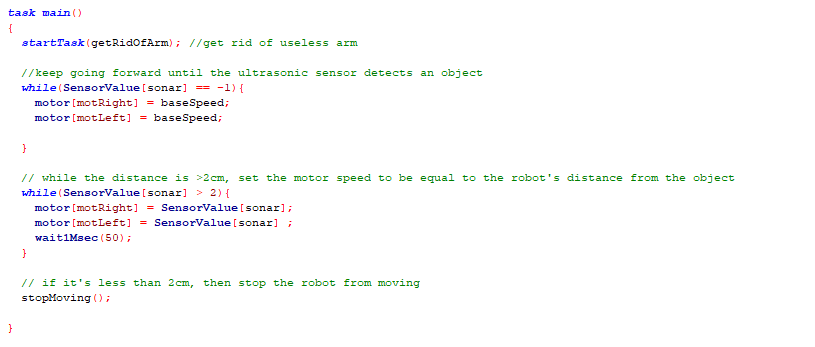 task main()
{
startTask(getRidOfArm); //get rid of useless arm
//keep going forward until the ultrasonic sensor detects an object
while(SensorValue[sonar] == -1){
motor[motRight] = baseSpeed;
motor[motLeft] = baseSpeed;
}
// while the distance is >2cm, set the motor speed to be equal to the robot's distance from the object
while(SensorValue[sonar] > 2){
motor[motRight] = SensorValue[sonar];
motor[motLeft] = SensorValue[sonar] ;
wait1Msec(50);
}
// if it's less than 2cm, then stop the robot from moving
stopMoving();
}